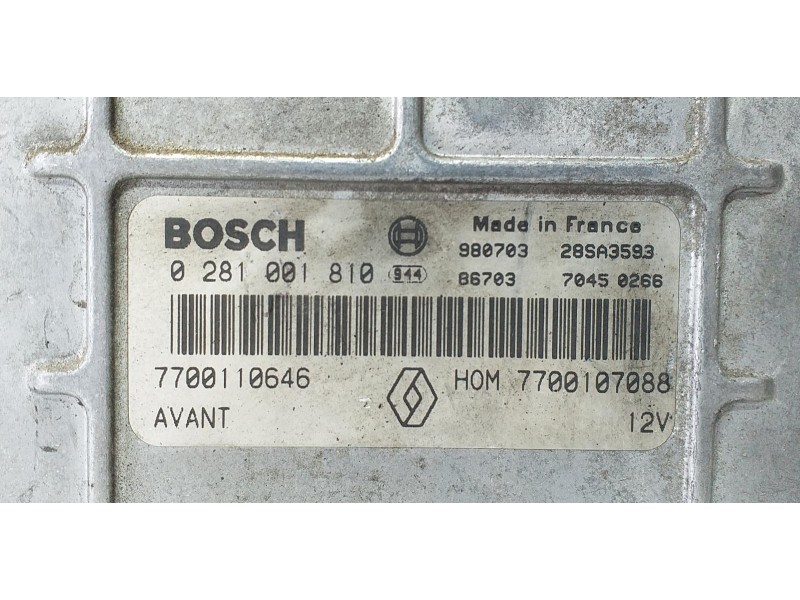 BOSCH
Made in France
980703 28SA3593
0 281 001 810 944
86703 7045 0266
7700110646
HOM 7700107088
AVANT
12V